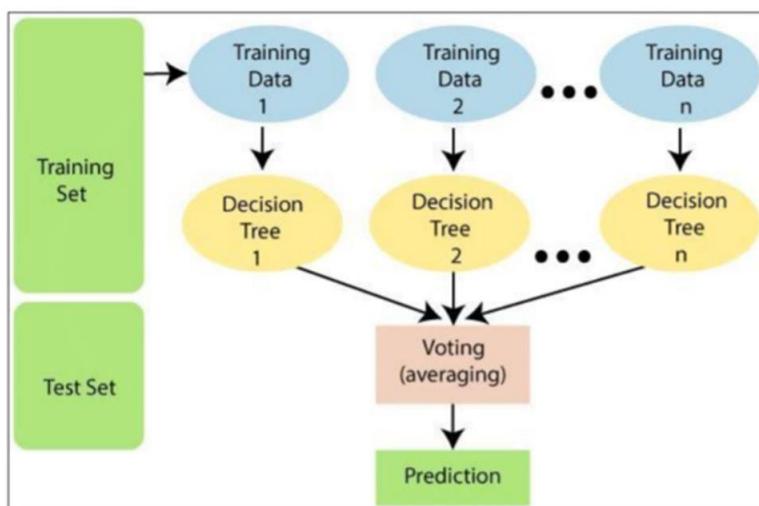 Training
Set
Test Set
Training
Data
1
Training
Data
2
Training
Data
n
Decision
Tree
1
Decision
Tree
2
Decision
Tree
n
Voting
(averaging)
Prediction